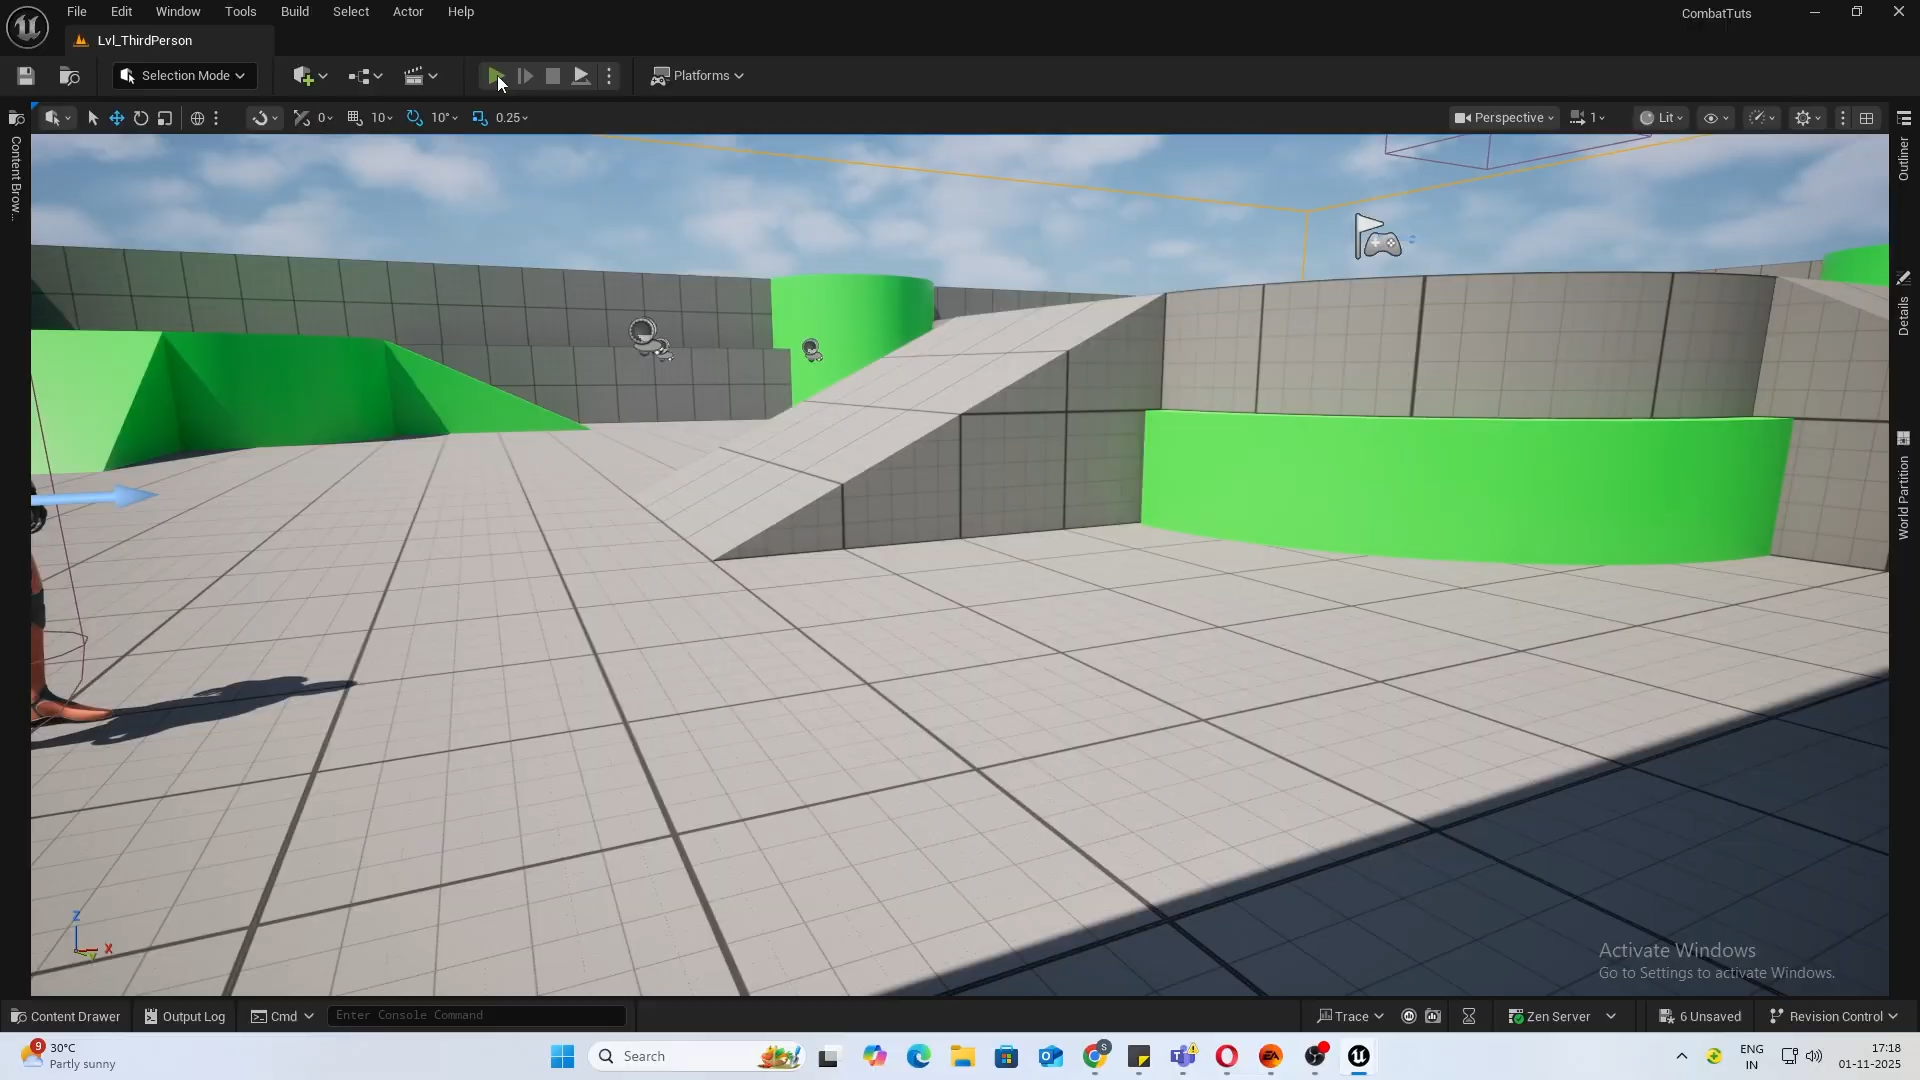 File Edit Window Tools Build Select Actor Help
CombatTuts
Lvl_ThirdPerson
Selection Mode
Platforms
0
10
10°
0.25
Perspective
1
Lit
Content Brow...
Outliner
Details
World Partition
Z
X
Y
Activate Windows
Go to Settings to activate Windows.
Content Drawer
Output Log
Cmd
Enter Console Command
Trace
Zen Server
6 Unsaved
Revision Control
9
30°C
Partly sunny
Search
S
EA
ENG
IN
17:18
01-11-2025